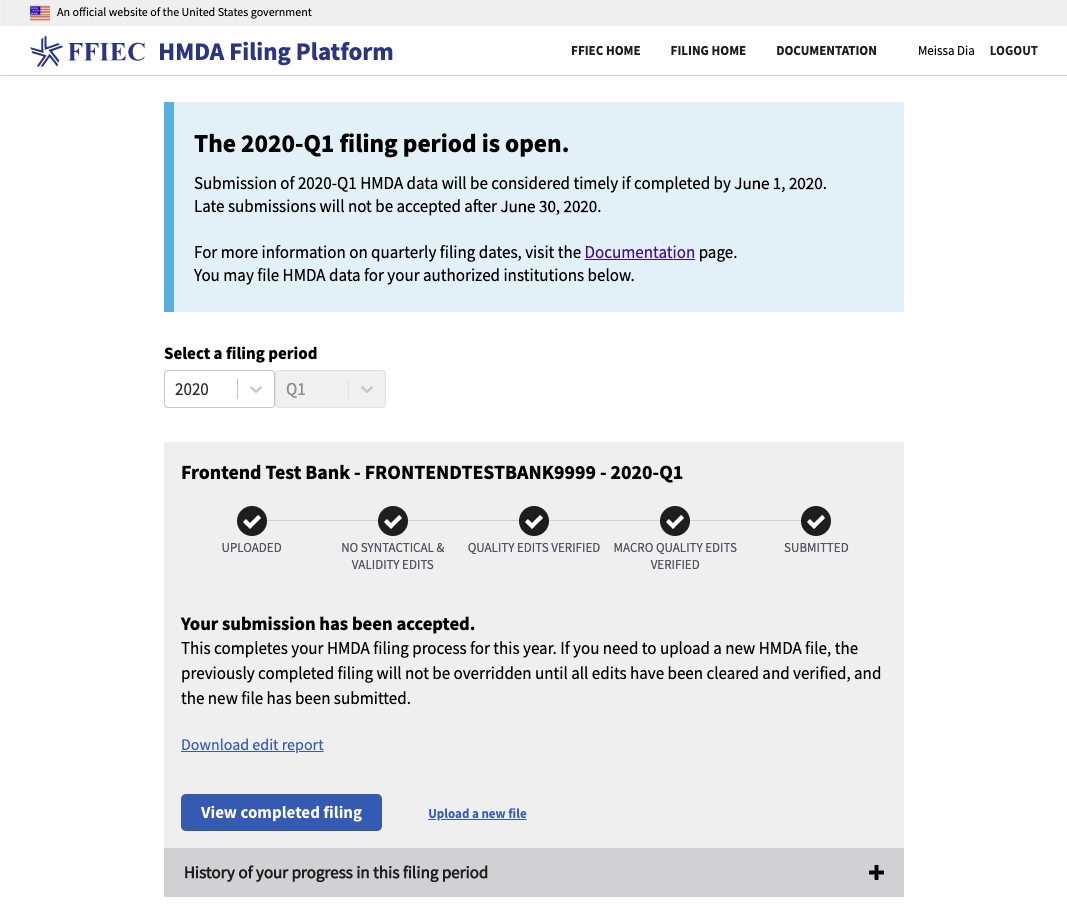 An official website of the United States government
FFIEC HMDA Filing Platform
FFIEC HOME FILING HOME DOCUMENTATION Meissa Dia LOGOUT
The 2020-Q1 filing period is open.
Submission of 2020-Q1 HMDA data will be considered timely if completed by June 1, 2020.
Late submissions will not be accepted after June 30, 2020.
For more information on quarterly filing dates, visit the Documentation page.
You may file HMDA data for your authorized institutions below.
Select a filing period
2020 Q1
Frontend Test Bank - FRONTENDTESTBANK9999 - 2020-Q1
UPLOADED
NO SYNTACTICAL &
VALIDITY EDITS
QUALITY EDITS VERIFIED
MACRO QUALITY EDITS
VERIFIED
SUBMITTED
Your submission has been accepted.
This completes your HMDA filing process for this year. If you need to upload a new HMDA file, the
previously completed filing will not be overridden until all edits have been cleared and verified, and
the new file has been submitted.
Download edit report
View completed filing Upload a new file
History of your progress in this filing period